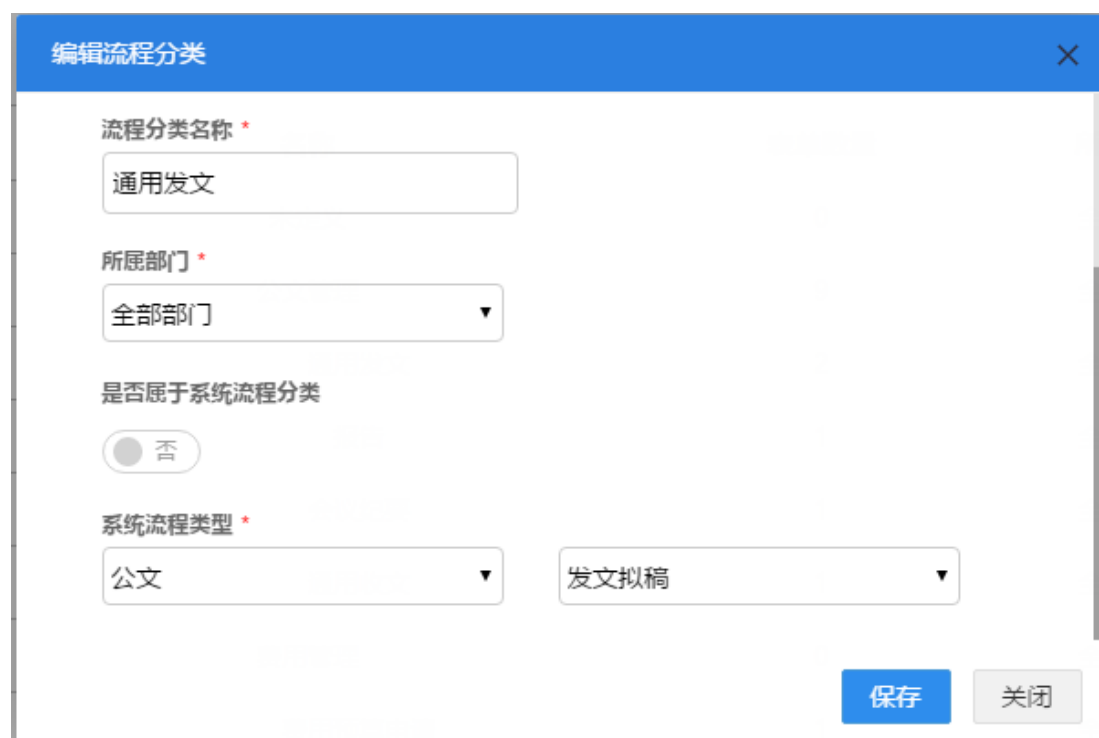 编辑流程分类
流程分类名称 *
通用发文
所属部门 *
全部部门
是否属于系统流程分类
否
系统流程类型 *
公文 发文拟稿
保存 关闭